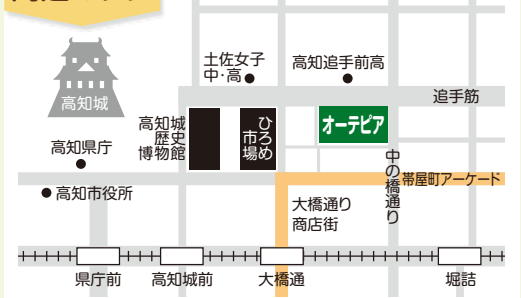 土佐女子
中・高
高知追手前高
高知城
追手筋
高知城
歴史
博物館
ひろめ
市場
オーテピア
高知県庁
中の橋通り
帯屋町アーケード
高知市役所
大橋通り
商店街
県庁前
高知城前
大橋通
堀詰